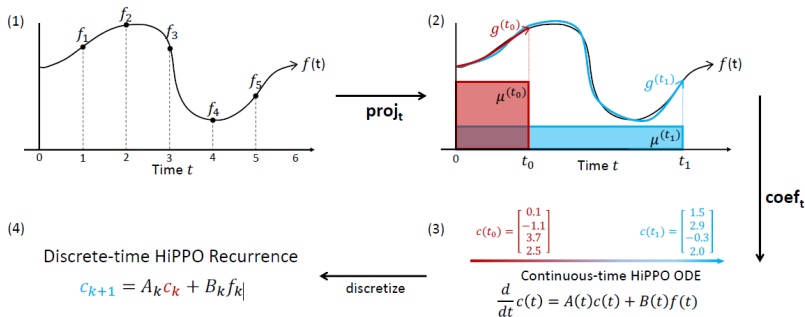 (1)
f₁
f₂
f₃
f₄
f₅
f(t)
0 1 2 3 4 5 6
Time t
proj_t
(2)
g^(t₀)
g^(t₁)
f(t)
μ^(t₀)
μ^(t₁)
0 t₀ Time t t₁
coef_t
(3)
c(t₀) = [0.1 −1.1 3.7 2.5]
c(t₁) = [1.5 2.9 −0.3 2.0]
Continuous-time HiPPO ODE
d/dt c(t) = A(t)c(t) + B(t)f(t)
discretize
(4)
Discrete-time HiPPO Recurrence
c_{k+1} = A_k c_k + B_k f_k